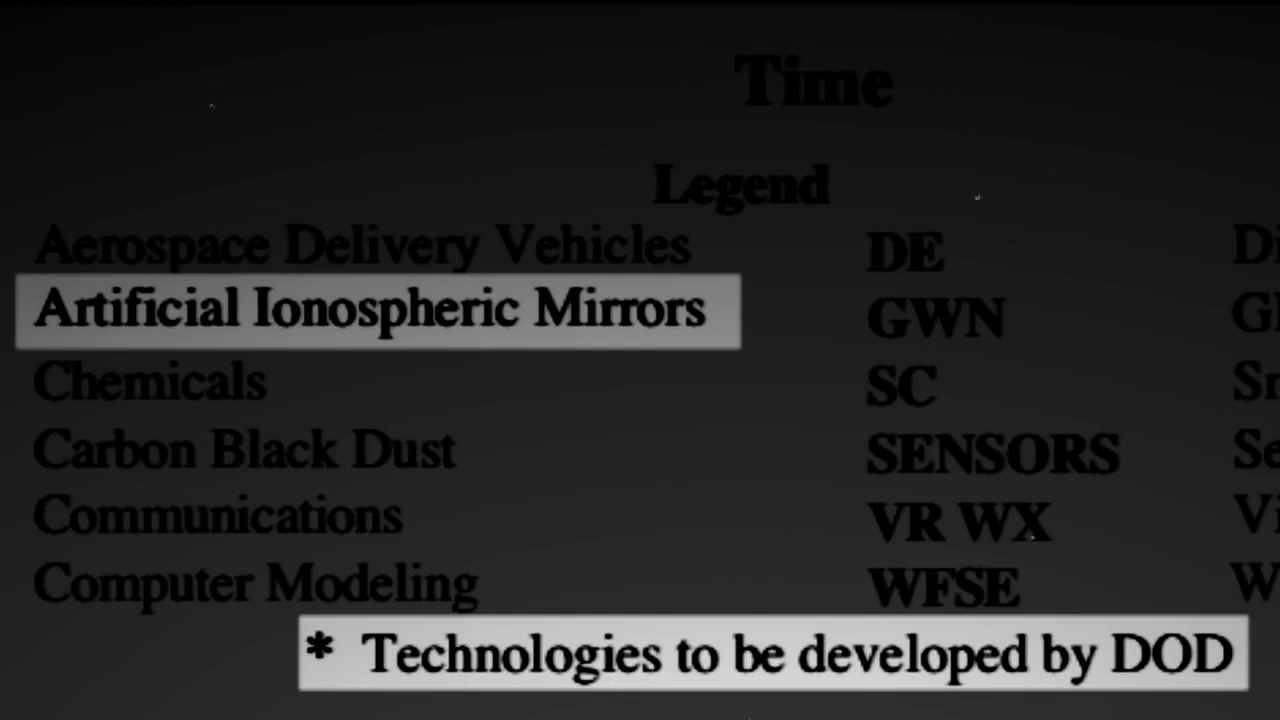 Time
Legend
Aerospace Delivery Vehicles DE
Artificial Ionospheric Mirrors GWN
Chemicals SC
Carbon Black Dust SENSORS
Communications VR WX
Computer Modeling WFSE
* Technologies to be developed by DOD